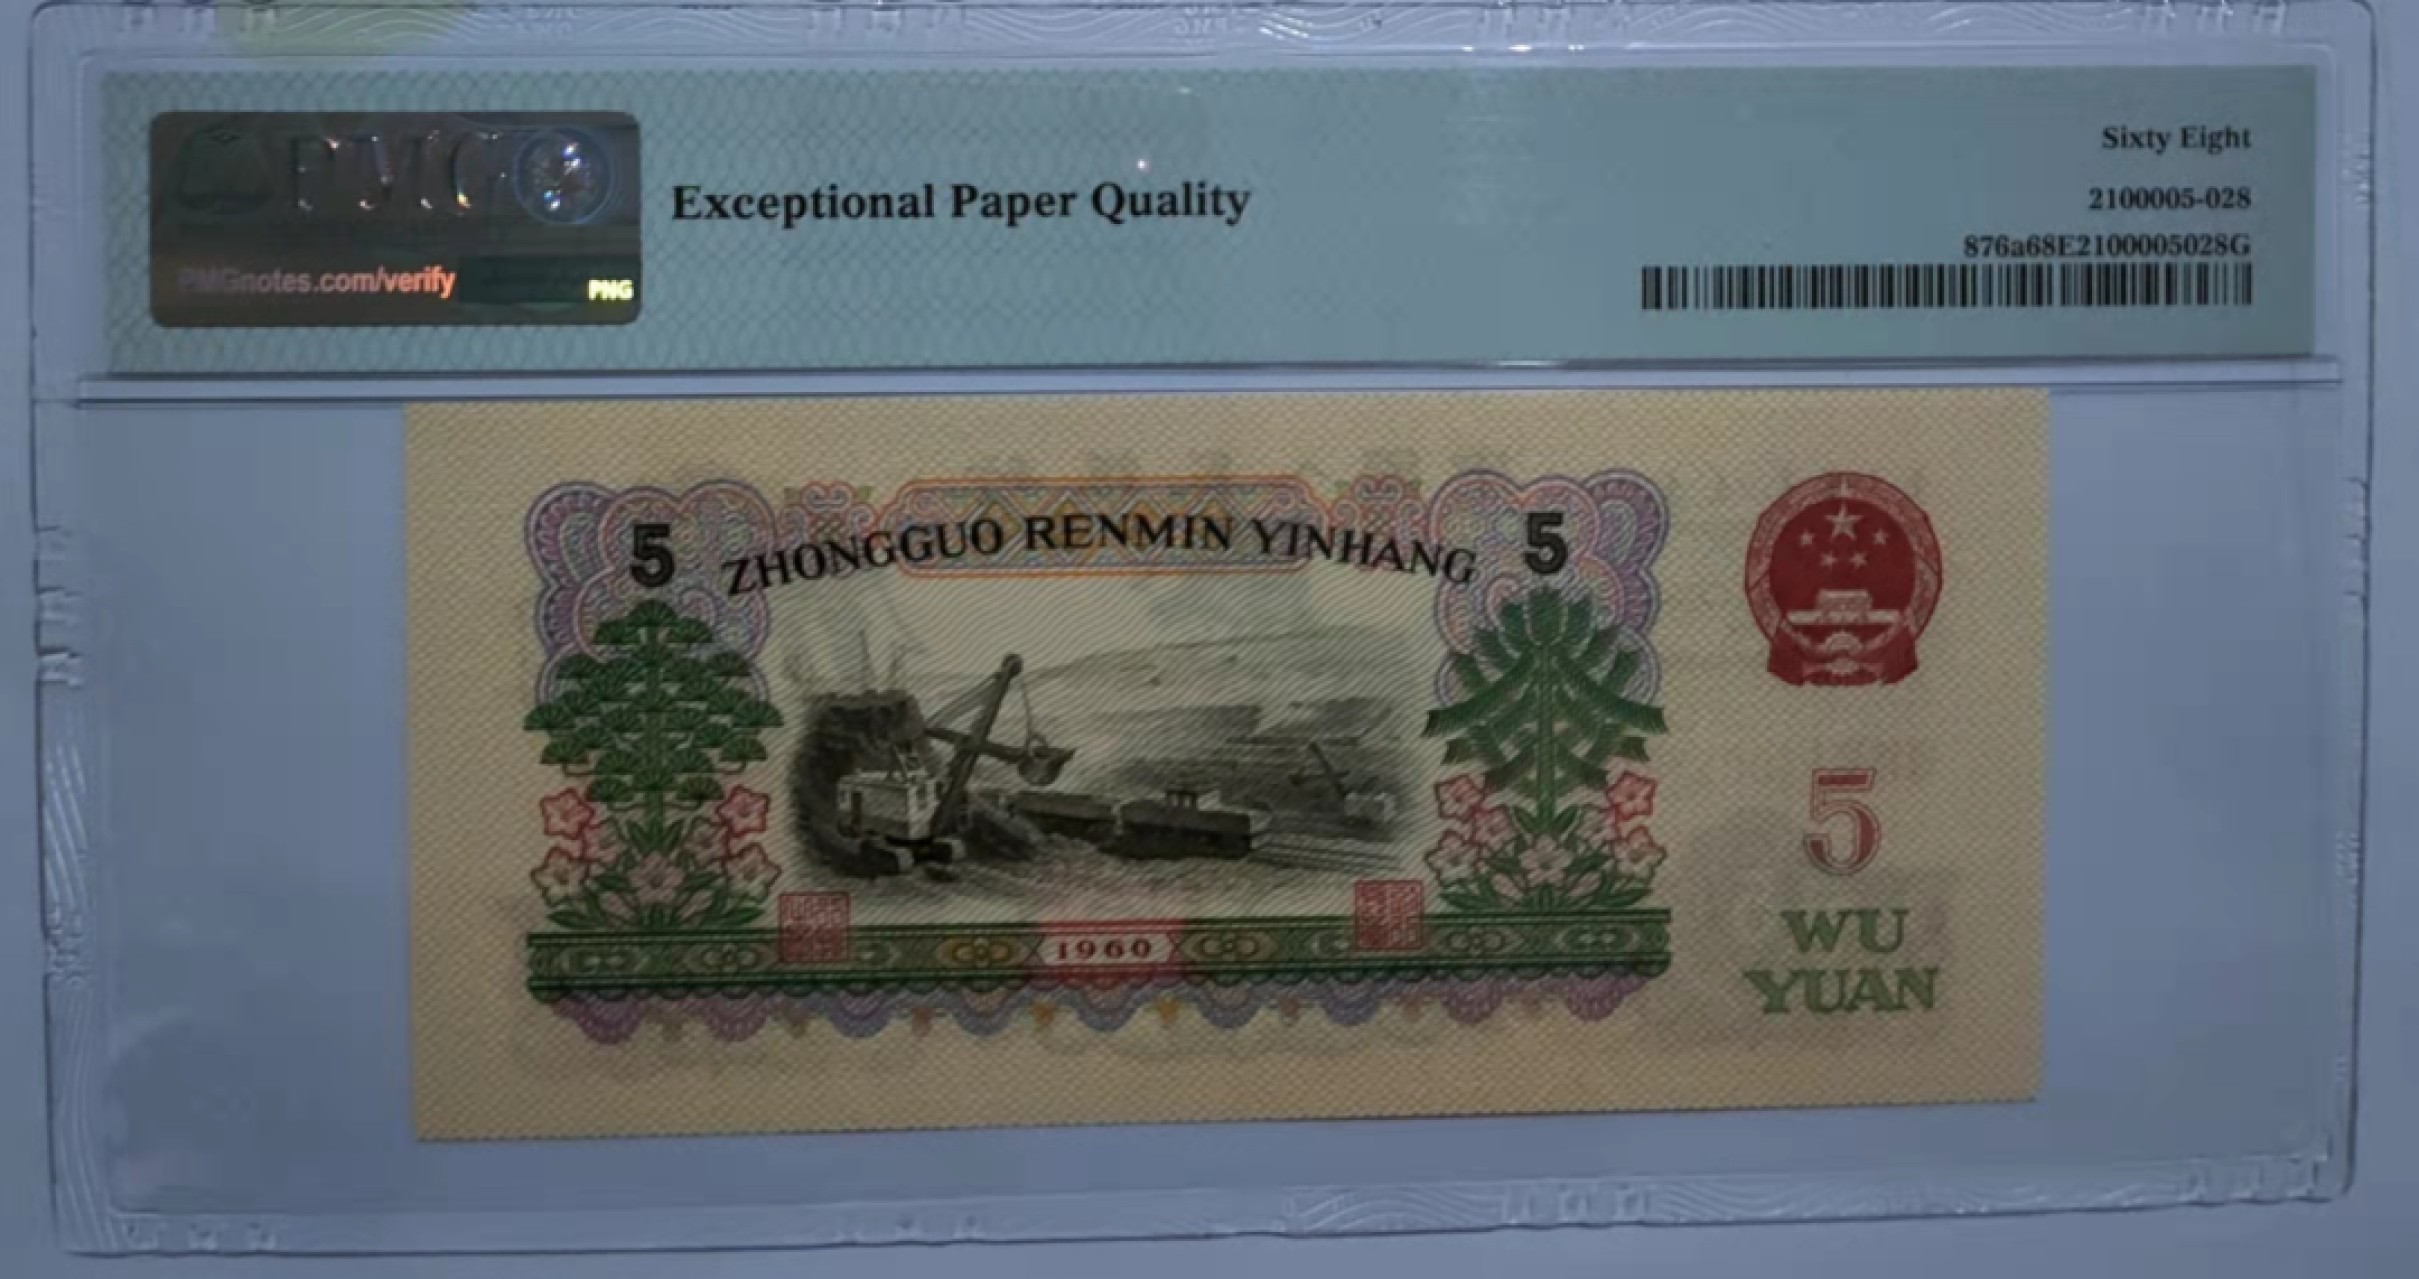 PMG
PMGnotes.com/verify
PMG
Exceptional Paper Quality
Sixty Eight
2100005-028
876a68E2100005028G
5 ZHONGGUO RENMIN YINHANG 5
5
WU
YUAN
1960